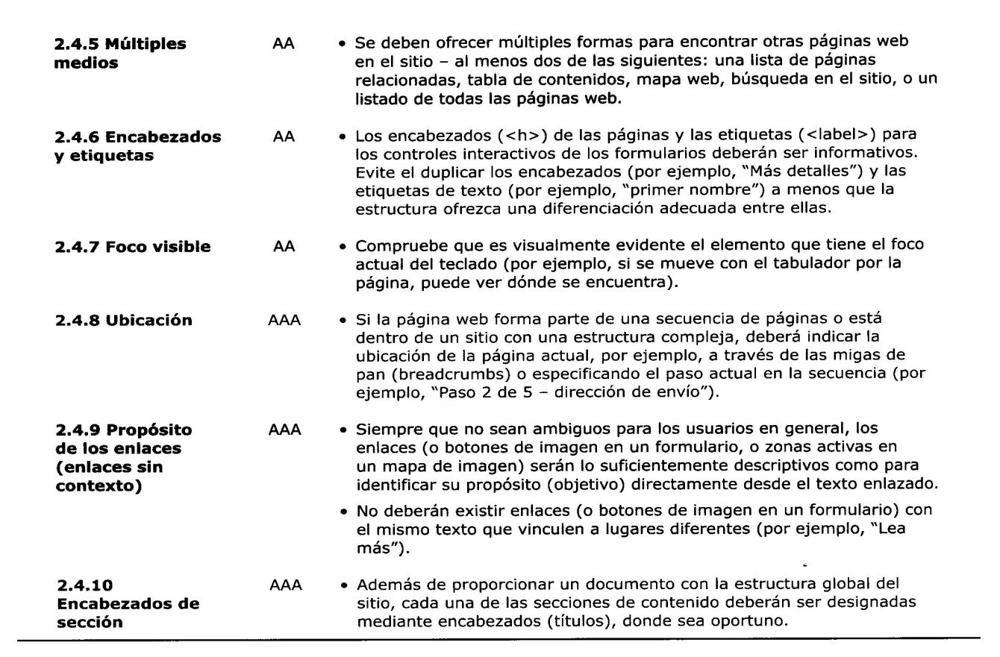 2.4.5 Múltiples medios
AA
• Se deben ofrecer múltiples formas para encontrar otras páginas web
en el sitio – al menos dos de las siguientes: una lista de páginas
relacionadas, tabla de contenidos, mapa web, búsqueda en el sitio, o un
listado de todas las páginas web.
2.4.6 Encabezados
y etiquetas
AA
• Los encabezados (<h>) de las páginas y las etiquetas (<label>) para
los controles interactivos de los formularios deberán ser informativos.
Evite el duplicar los encabezados (por ejemplo, "Más detalles") y las
etiquetas de texto (por ejemplo, "primer nombre") a menos que la
estructura ofrezca una diferenciación adecuada entre ellas.
2.4.7 Foco visible
AA
• Compruebe que es visualmente evidente el elemento que tiene el foco
actual del teclado (por ejemplo, si se mueve con el tabulador por la
página, puede ver dónde se encuentra).
2.4.8 Ubicación
AAA
• Si la página web forma parte de una secuencia de páginas o está
dentro de un sitio con una estructura compleja, deberá indicar la
ubicación de la página actual, por ejemplo, a través de las migas de
pan (breadcrumbs) o especificando el paso actual en la secuencia (por
ejemplo, "Paso 2 de 5 – dirección de envío").
2.4.9 Propósito
de los enlaces
(enlaces sin
contexto)
AAA
• Siempre que no sean ambiguos para los usuarios en general, los
enlaces (o botones de imagen en un formulario, o zonas activas en
un mapa de imagen) serán lo suficientemente descriptivos como para
identificar su propósito (objetivo) directamente desde el texto enlazado.
• No deberán existir enlaces (o botones de imagen en un formulario) con
el mismo texto que vinculen a lugares diferentes (por ejemplo, "Lea
más").
2.4.10
Encabezados de
sección
AAA
• Además de proporcionar un documento con la estructura global del
sitio, cada una de las secciones de contenido deberán ser designadas
mediante encabezados (títulos), donde sea oportuno.